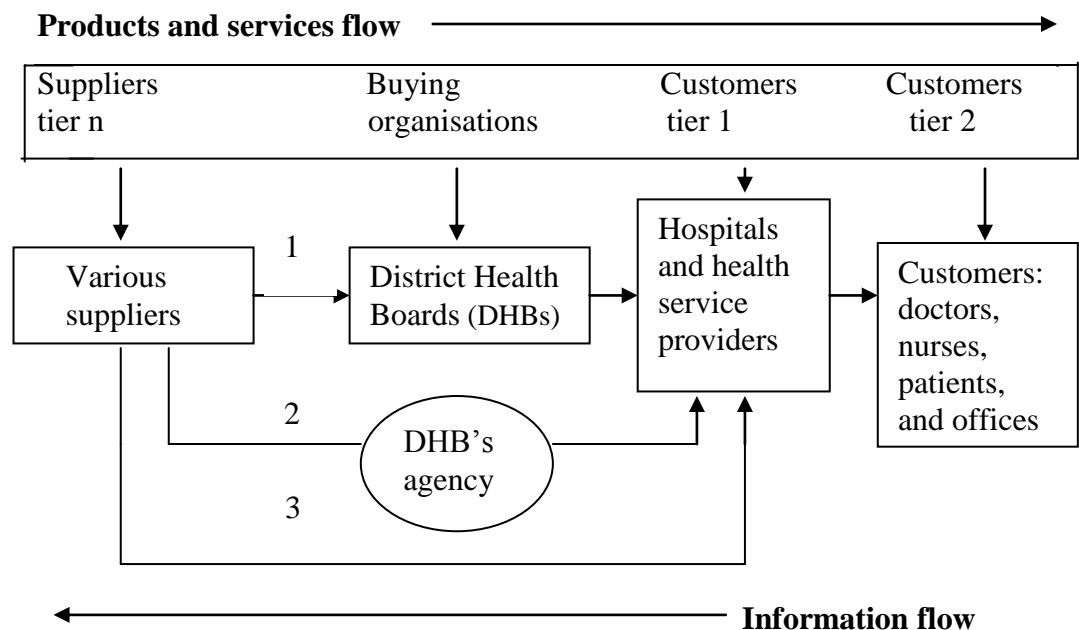 Products and services flow
Suppliers
tier n
Buying
organisations
Customers
tier 1
Customers
tier 2
1
Various
suppliers
District Health
Boards (DHBs)
Hospitals
and health
service
providers
Customers:
doctors,
nurses,
patients,
and offices
2
DHB’s
agency
3
Information flow